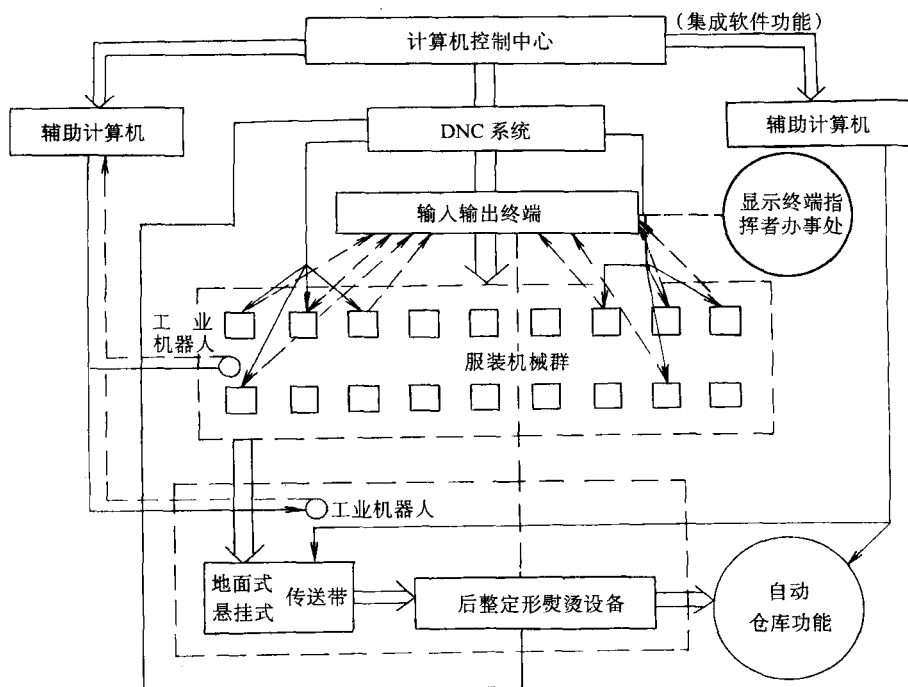 (集成软件功能)
计算机控制中心
辅助计算机
DNC 系统
辅助计算机
输入输出终端
显示终端指
挥者办事处
工 业
机器人
服装机械群
工业机器人
地面式
悬挂式
传送带
后整定形熨烫设备
自动
仓库功能